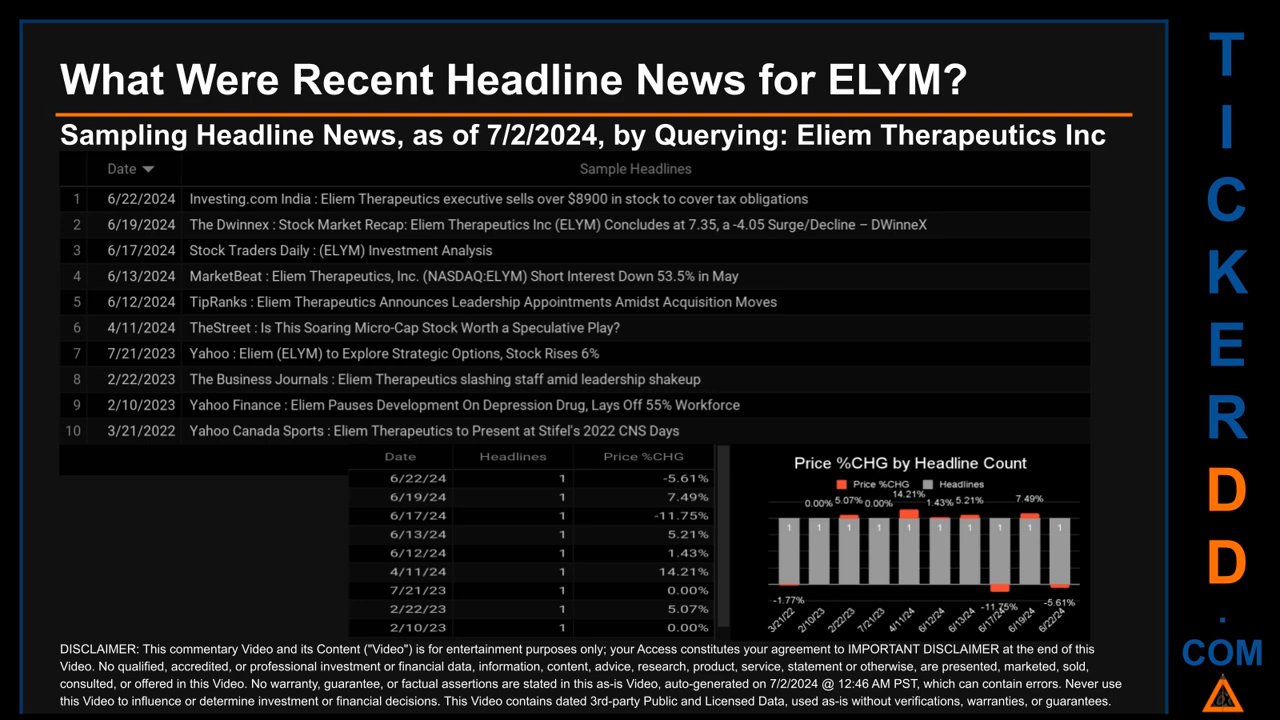 What Were Recent Headline News for ELYM?
Sampling Headline News, as of 7/2/2024, by Querying: Eliem Therapeutics Inc
Date Sample Headlines
1 6/22/2024 Investing.com India : Eliem Therapeutics executive sells over $8900 in stock to cover tax obligations
2 6/19/2024 The Dwinnex : Stock Market Recap: Eliem Therapeutics Inc (ELYM) Concludes at 7.35, a -4.05 Surge/Decline – DWinneX
3 6/17/2024 Stock Traders Daily : (ELYM) Investment Analysis
4 6/13/2024 MarketBeat : Eliem Therapeutics, Inc. (NASDAQ:ELYM) Short Interest Down 53.5% in May
5 6/12/2024 TipRanks : Eliem Therapeutics Announces Leadership Appointments Amidst Acquisition Moves
6 4/11/2024 TheStreet : Is This Soaring Micro-Cap Stock Worth a Speculative Play?
7 7/21/2023 Yahoo : Eliem (ELYM) to Explore Strategic Options, Stock Rises 6%
8 2/22/2023 The Business Journals : Eliem Therapeutics slashing staff amid leadership shakeup
9 2/10/2023 Yahoo Finance : Eliem Pauses Development On Depression Drug, Lays Off 55% Workforce
10 3/21/2022 Yahoo Canada Sports : Eliem Therapeutics to Present at Stifel's 2022 CNS Days
Date Headlines Price %CHG
6/22/24 1 -5.61%
6/19/24 1 7.49%
6/17/24 1 -11.75%
6/13/24 1 5.21%
6/12/24 1 1.43%
4/11/24 1 14.21%
7/21/23 1 0.00%
2/22/23 1 5.07%
2/10/23 1 0.00%
Price %CHG by Headline Count
Price %CHG Headlines
0.00% 5.07% 0.00% 14.21% 1.43% 5.21% 7.49%
1 1 1 1 1 1 1 1 1 1
-1.77% -11.75% -5.61%
3/21/22 2/10/23 2/22/23 7/21/23 4/11/24 6/12/24 6/13/24 6/17/24 6/19/24 6/22/24
DISCLAIMER: This commentary Video and its Content ("Video") is for entertainment purposes only; your Access constitutes your agreement to IMPORTANT DISCLAIMER at the end of this
Video. No qualified, accredited, or professional investment or financial data, information, content, advice, research, product, service, statement or otherwise, are presented, marketed, sold,
consulted, or offered in this Video. No warranty, guarantee, or factual assertions are stated in this as-is Video, auto-generated on 7/2/2024 @ 12:46 AM PST, which can contain errors. Never use
this Video to influence or determine investment or financial decisions. This Video contains dated 3rd-party Public and Licensed Data, used as-is without verifications, warranties, or guarantees.
T
I
C
K
E
R
D
D
.
COM